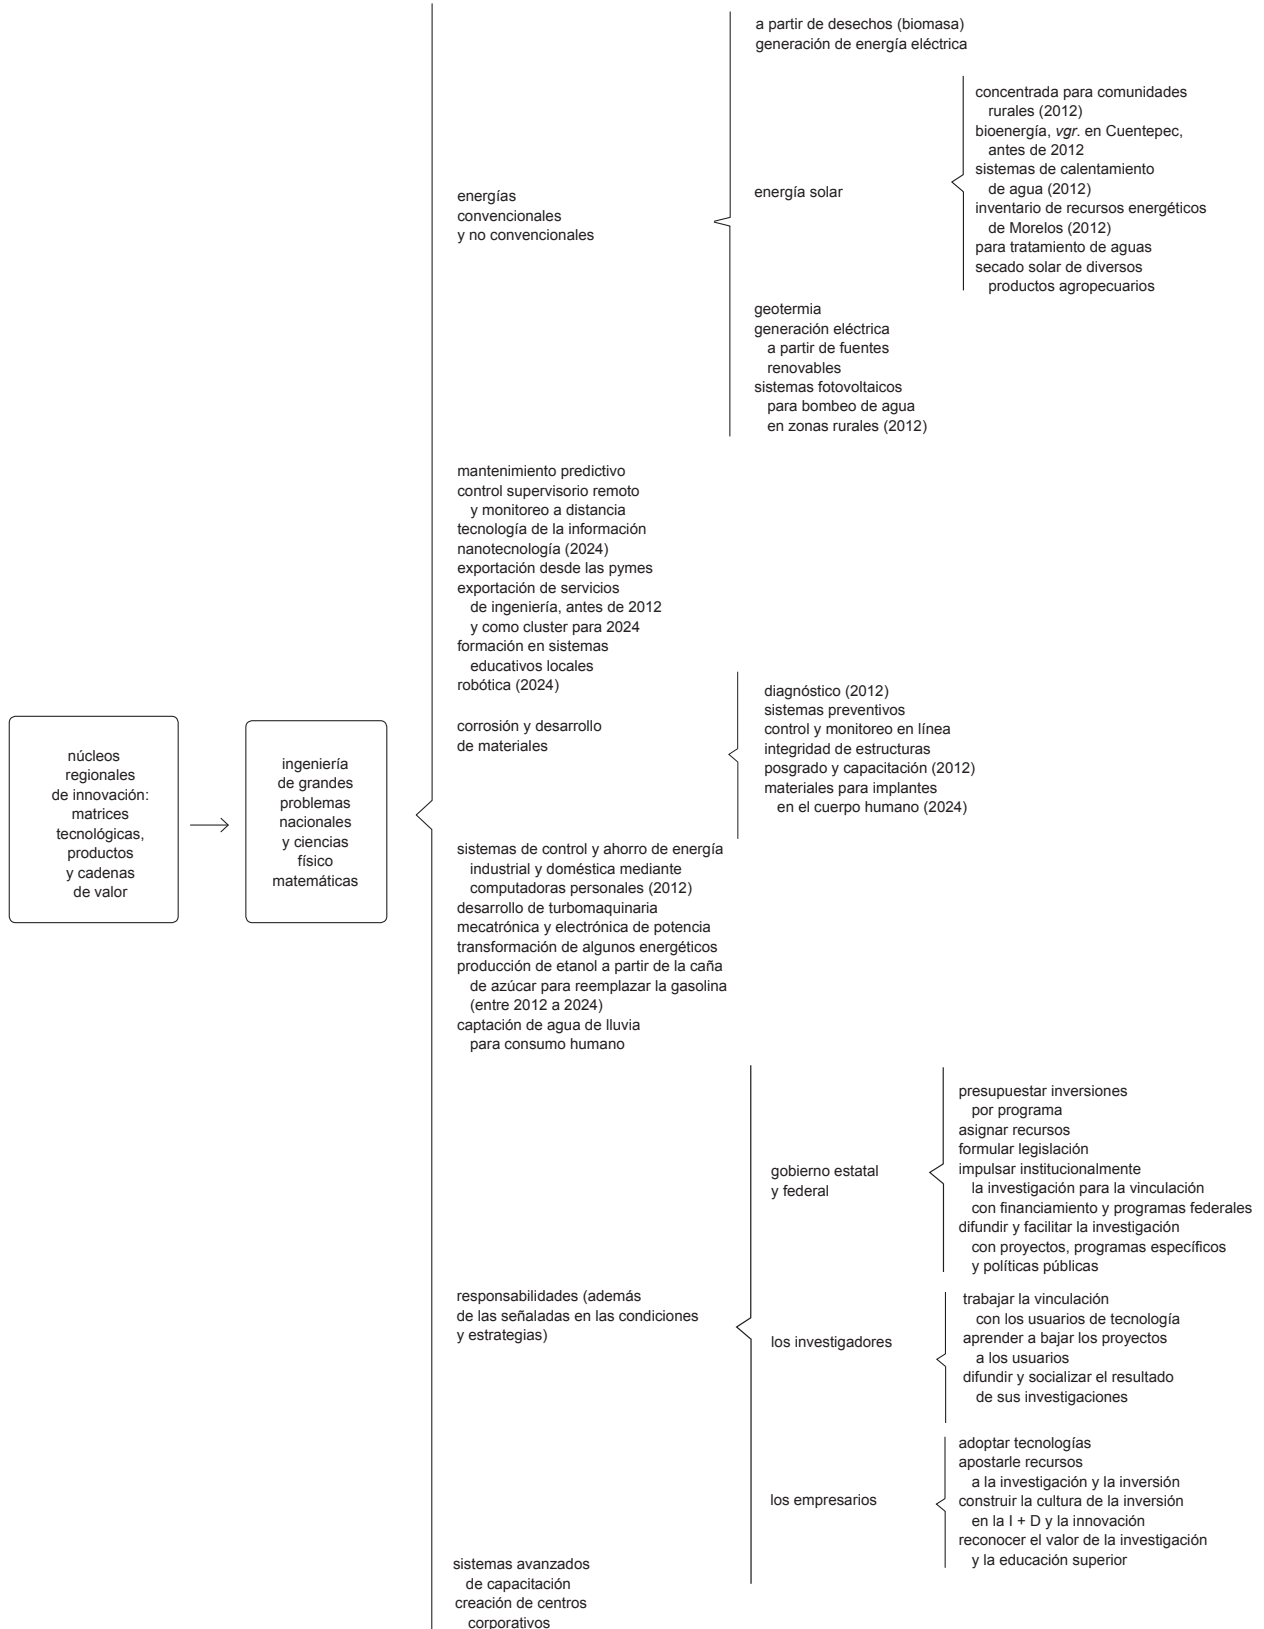 núcleos
regionales
de innovación:
matrices
tecnológicas,
productos
y cadenas
de valor
ingeniería
de grandes
problemas
nacionales
y ciencias
físico
matemáticas
energías
convencionales
y no convencionales
a partir de desechos (biomasa)
generación de energía eléctrica
energía solar
concentrada para comunidades
rurales (2012)
bioenergía, vgr. en Cuentepec,
antes de 2012
sistemas de calentamiento
de agua (2012)
inventario de recursos energéticos
de Morelos (2012)
para tratamiento de aguas
secado solar de diversos
productos agropecuarios
geotermia
generación eléctrica
a partir de fuentes
renovables
sistemas fotovoltaicos
para bombeo de agua
en zonas rurales (2012)
mantenimiento predictivo
control supervisorio remoto
y monitoreo a distancia
tecnología de la información
nanotecnología (2024)
exportación desde las pymes
exportación de servicios
de ingeniería, antes de 2012
y como cluster para 2024
formación en sistemas
educativos locales
robótica (2024)
corrosión y desarrollo
de materiales
diagnóstico (2012)
sistemas preventivos
control y monitoreo en línea
integridad de estructuras
posgrado y capacitación (2012)
materiales para implantes
en el cuerpo humano (2024)
sistemas de control y ahorro de energía
industrial y doméstica mediante
computadoras personales (2012)
desarrollo de turbomaquinaria
mecatrónica y electrónica de potencia
transformación de algunos energéticos
producción de etanol a partir de la caña
de azúcar para reemplazar la gasolina
(entre 2012 a 2024)
captación de agua de lluvia
para consumo humano
responsabilidades (además
de las señaladas en las condiciones
y estrategias)
gobierno estatal
y federal
presupuestar inversiones
por programa
asignar recursos
formular legislación
impulsar institucionalmente
la investigación para la vinculación
con financiamiento y programas federales
difundir y facilitar la investigación
con proyectos, programas específicos
y políticas públicas
los investigadores
trabajar la vinculación
con los usuarios de tecnología
aprender a bajar los proyectos
a los usuarios
difundir y socializar el resultado
de sus investigaciones
los empresarios
adoptar tecnologías
apostarle recursos
a la investigación y la inversión
construir la cultura de la inversión
en la I + D y la innovación
reconocer el valor de la investigación
y la educación superior
sistemas avanzados
de capacitación
creación de centros
corporativos